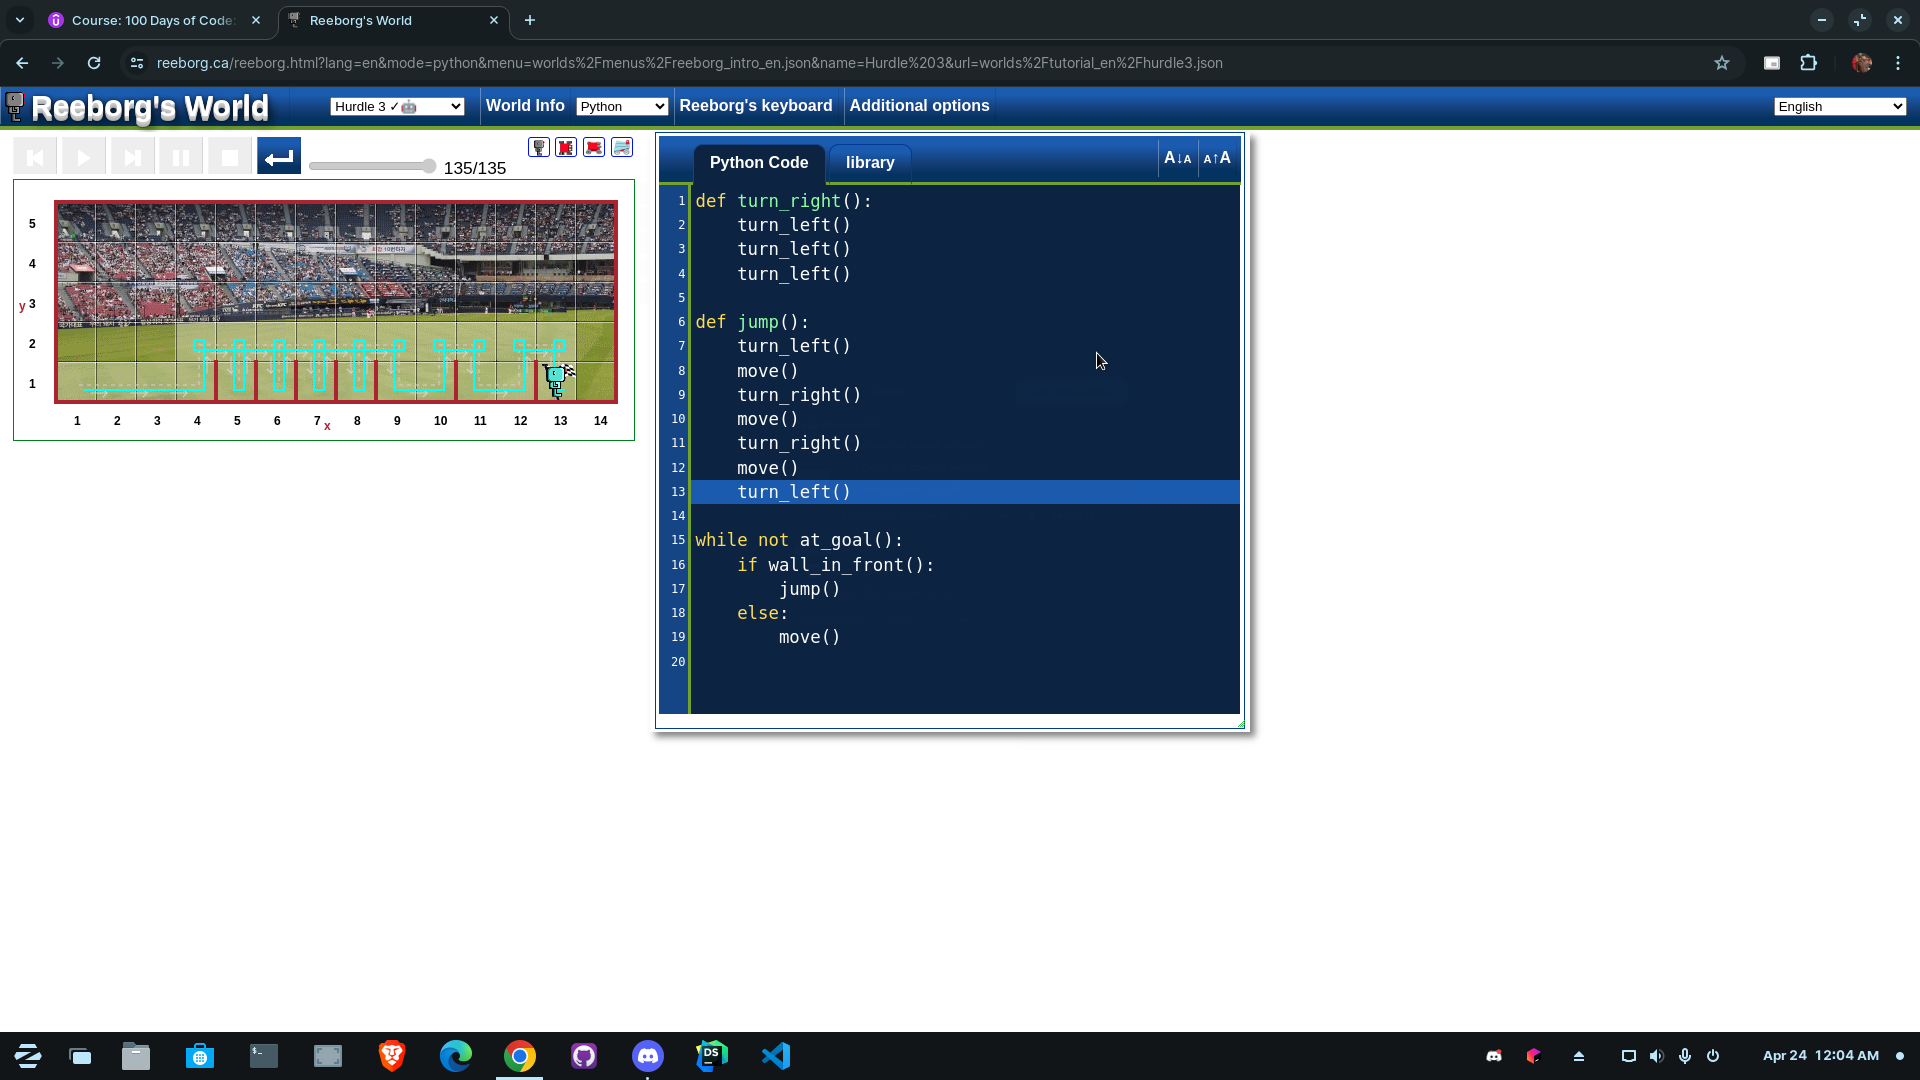 Course: 100 Days of Code:
Reeborg's World
reeborg.ca/reeborg.html?lang=en&mode=python&menu=worlds%2Fmenus%2Freeborg_intro_en.json&name=Hurdle%203&url=worlds%2Ftutorial_en%2Fhurdle3.json
Reeborg's World
Hurdle 3 ✓🤖
World Info
Python
Reeborg's keyboard
Additional options
English
135/135
5
4
y 3
2
1
1 2 3 4 5 6 7 x 8 9 10 11 12 13 14
Python Code
library
A↓A
A↑A
1 def turn_right():
2     turn_left()
3     turn_left()
4     turn_left()
5
6 def jump():
7     turn_left()
8     move()
9     turn_right()
10     move()
11     turn_right()
12     move()
13     turn_left()
14
15 while not at_goal():
16     if wall_in_front():
17         jump()
18     else:
19         move()
20
DS
Apr 24 12:04 AM